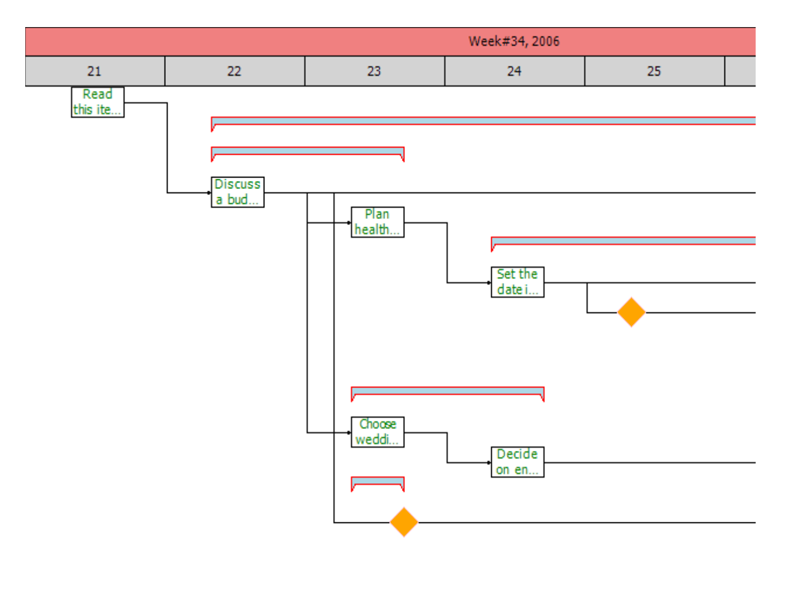 Week#34, 2006
21 22 23 24 25
Read
this ite...
Discuss
a bud...
Plan
health...
Set the
date i...
Choose
weddi...
Decide
on en...